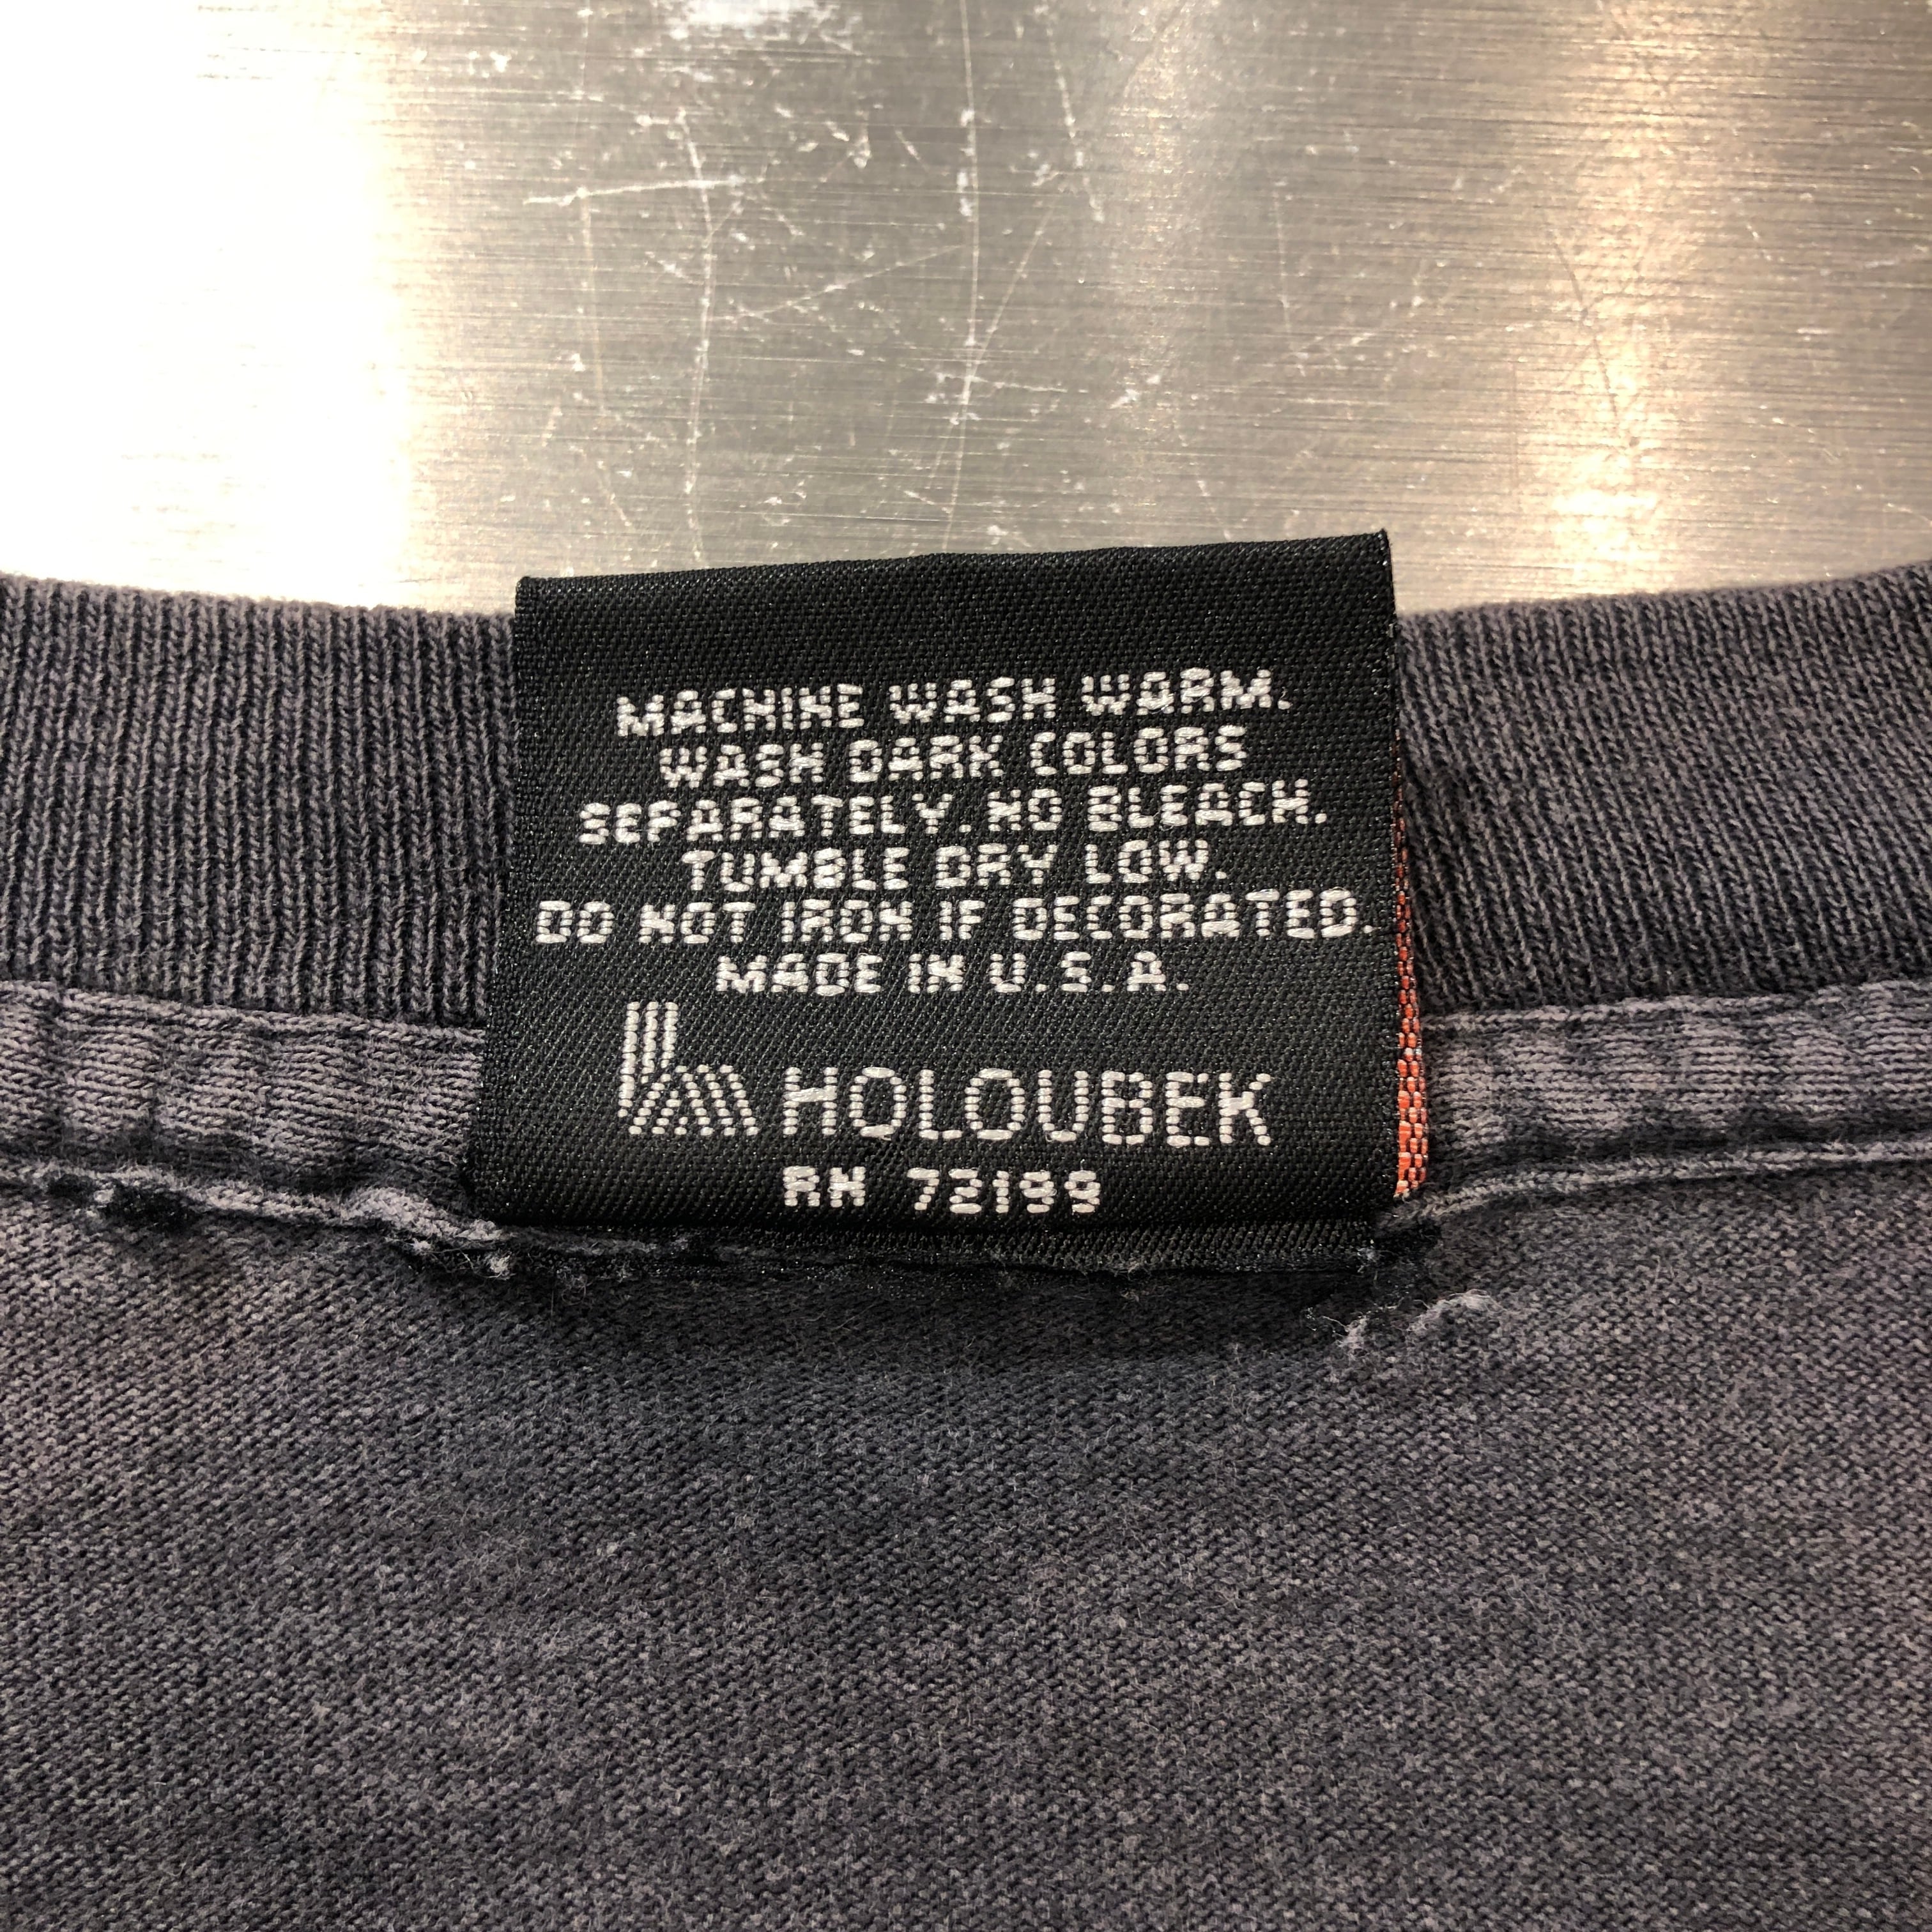 MACHINE WASH WARM.
WASH DARK COLORS
SEPARATELY. NO BLEACH.
TUMBLE DRY LOW.
DO NOT IRON IF DECORATED.
MADE IN U.S.A.
HOLOUBEK
RN 72199